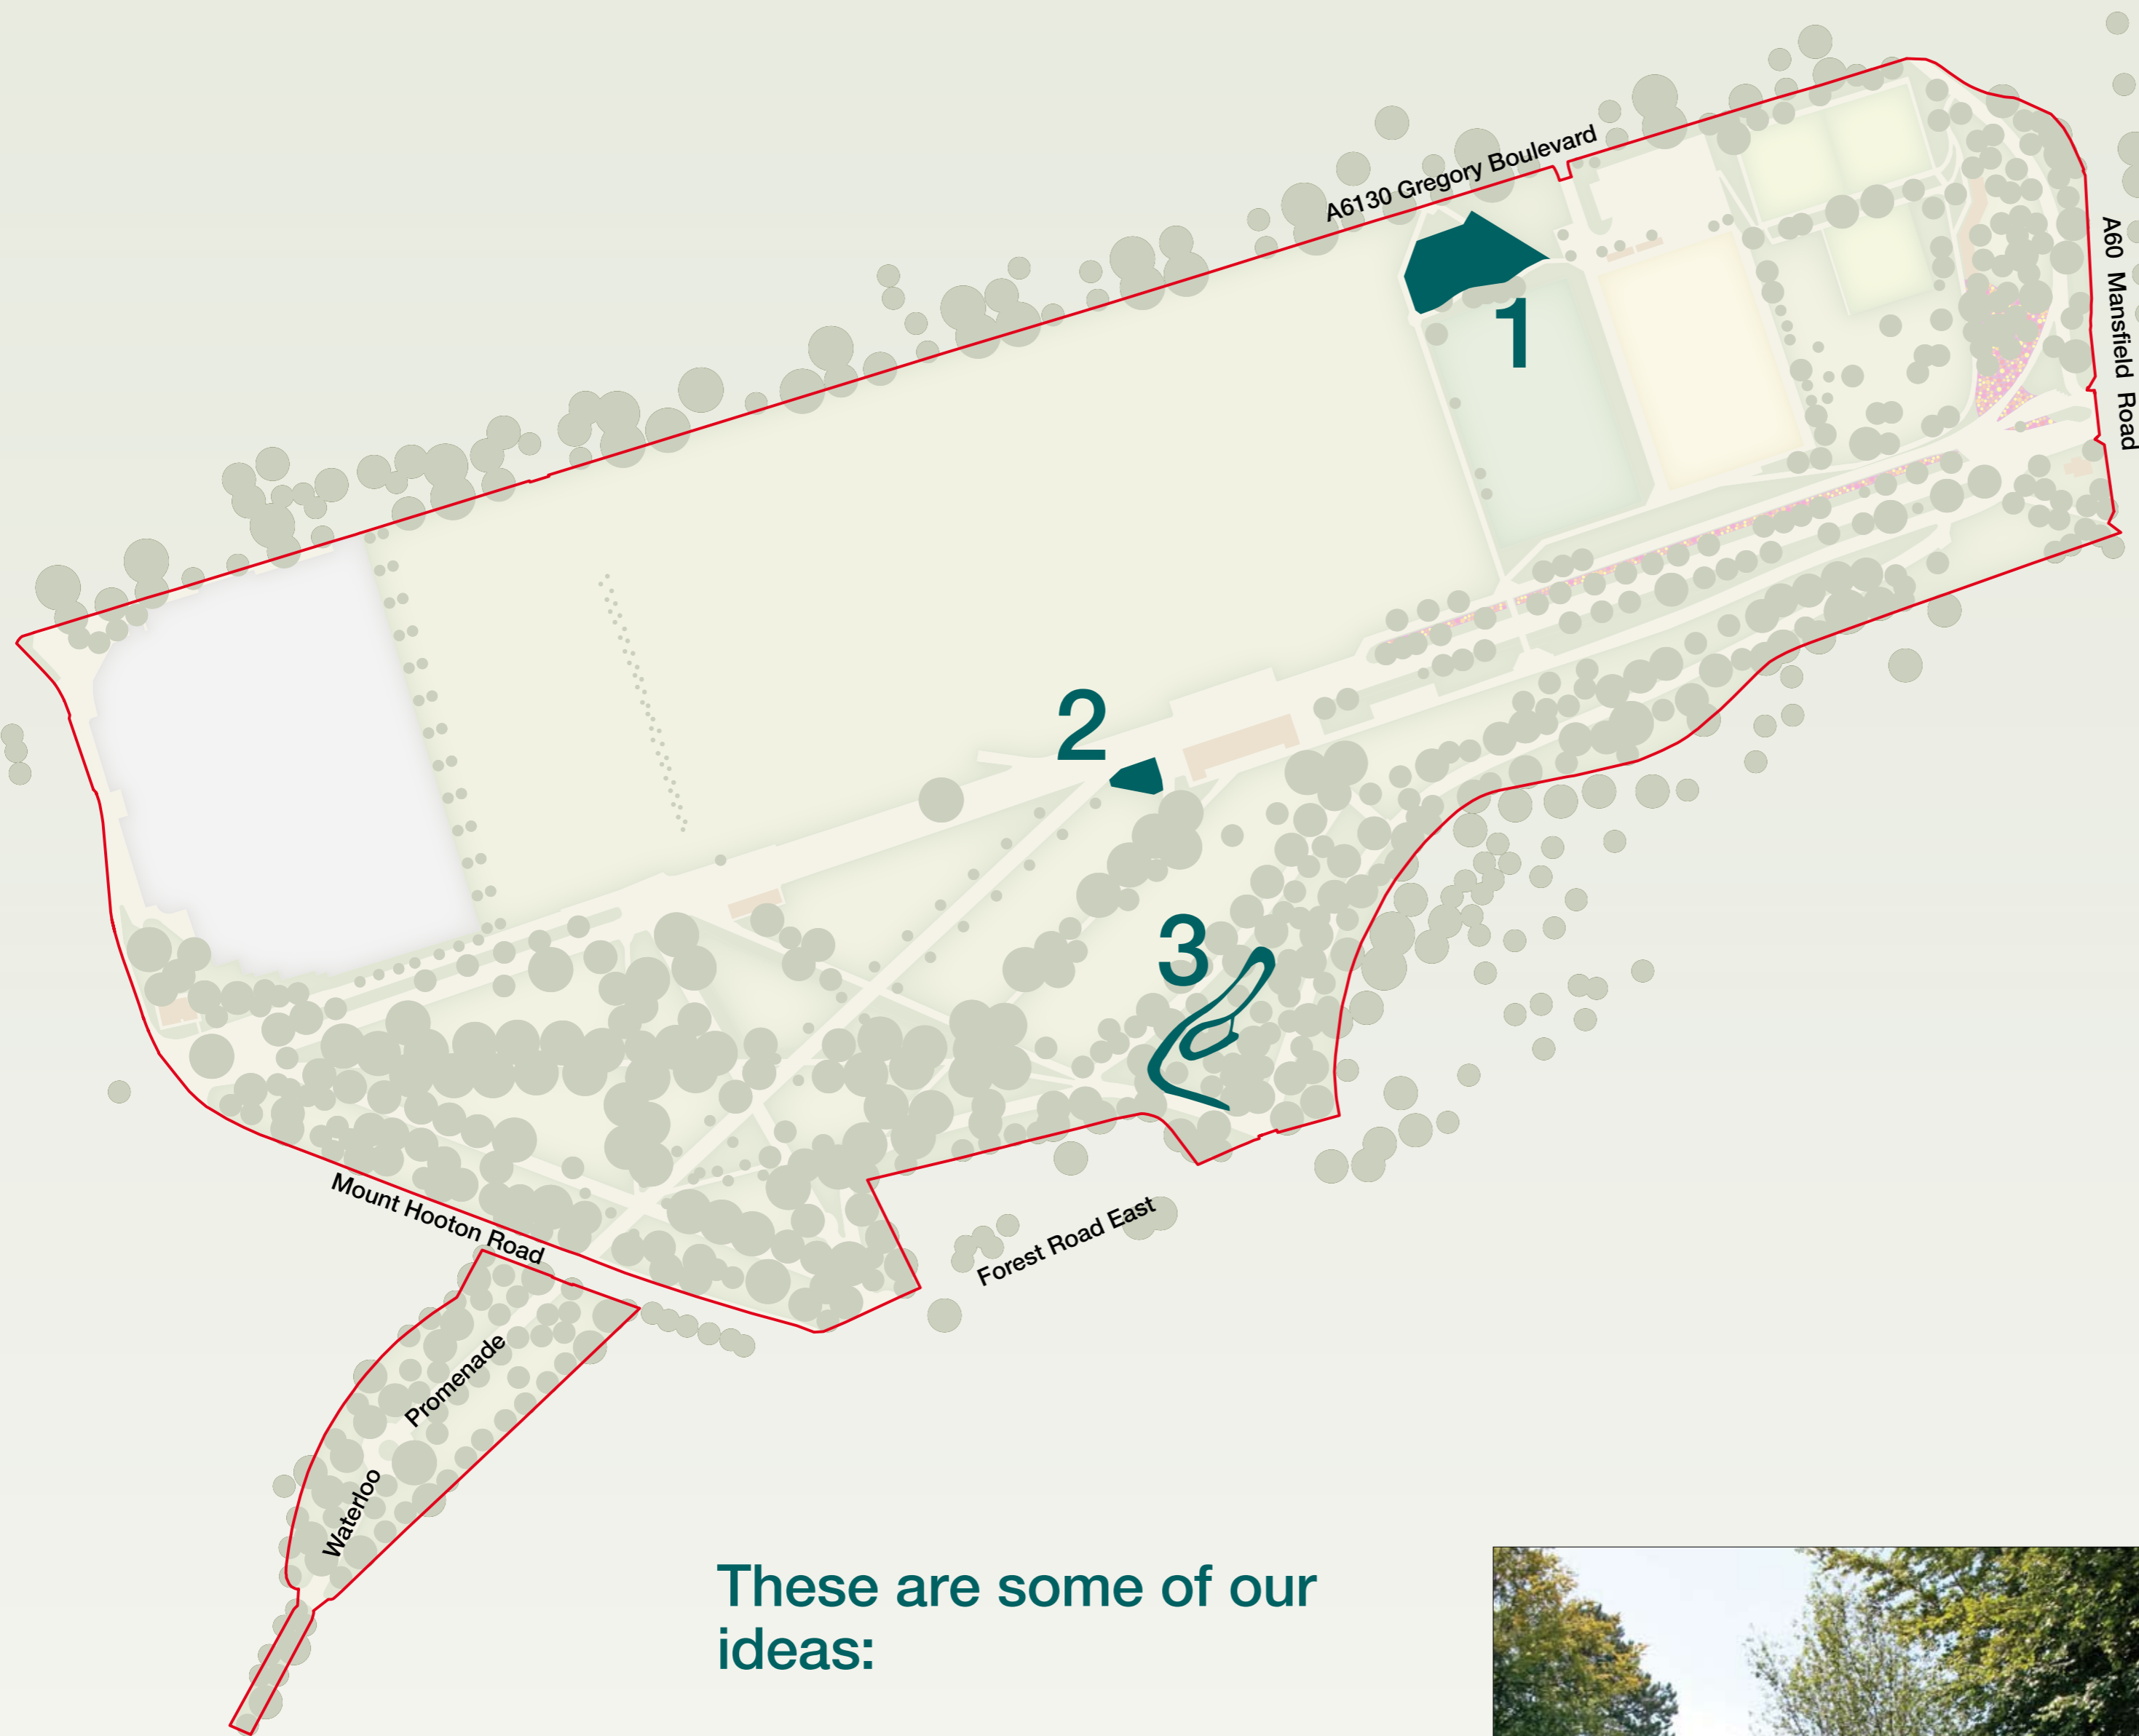 A6130 Gregory Boulevard
A60 Mansfield Road
1
2
3
Mount Hooton Road
Forest Road East
Promenade
Waterloo
These are some of our
ideas: